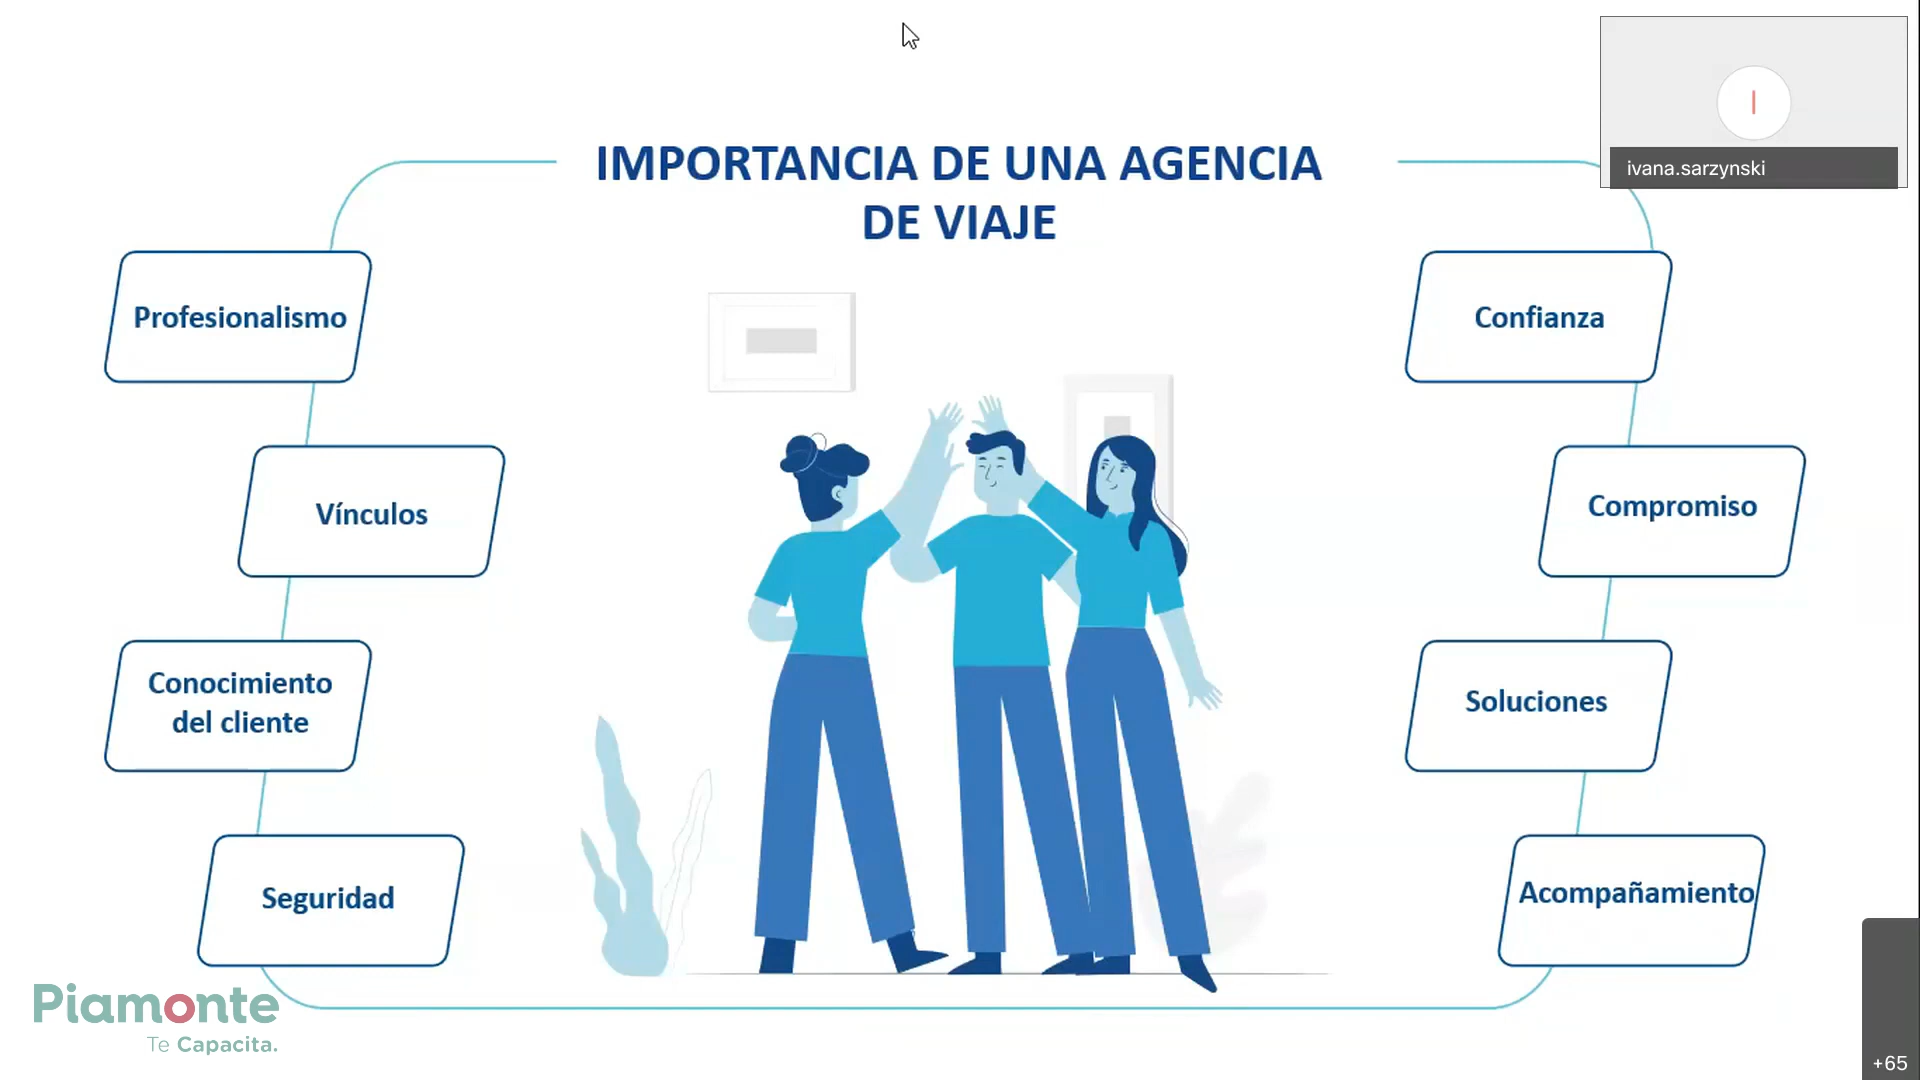 IMPORTANCIA DE UNA AGENCIA
DE VIAJE
I
ivana.sarzynski
Profesionalismo
Vínculos
Conocimiento
del cliente
Seguridad
Confianza
Compromiso
Soluciones
Acompañamiento
Piamonte
Te Capacita.
+65